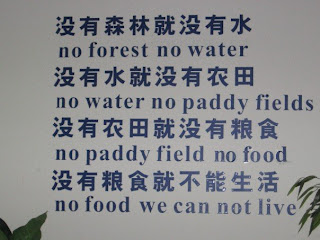 没有森林就没有水
no forest no water
没有水就没有农田
no water no paddy fields
没有农田就没有粮食
no paddy field no food
没有粮食就不能生活
no food we can not live